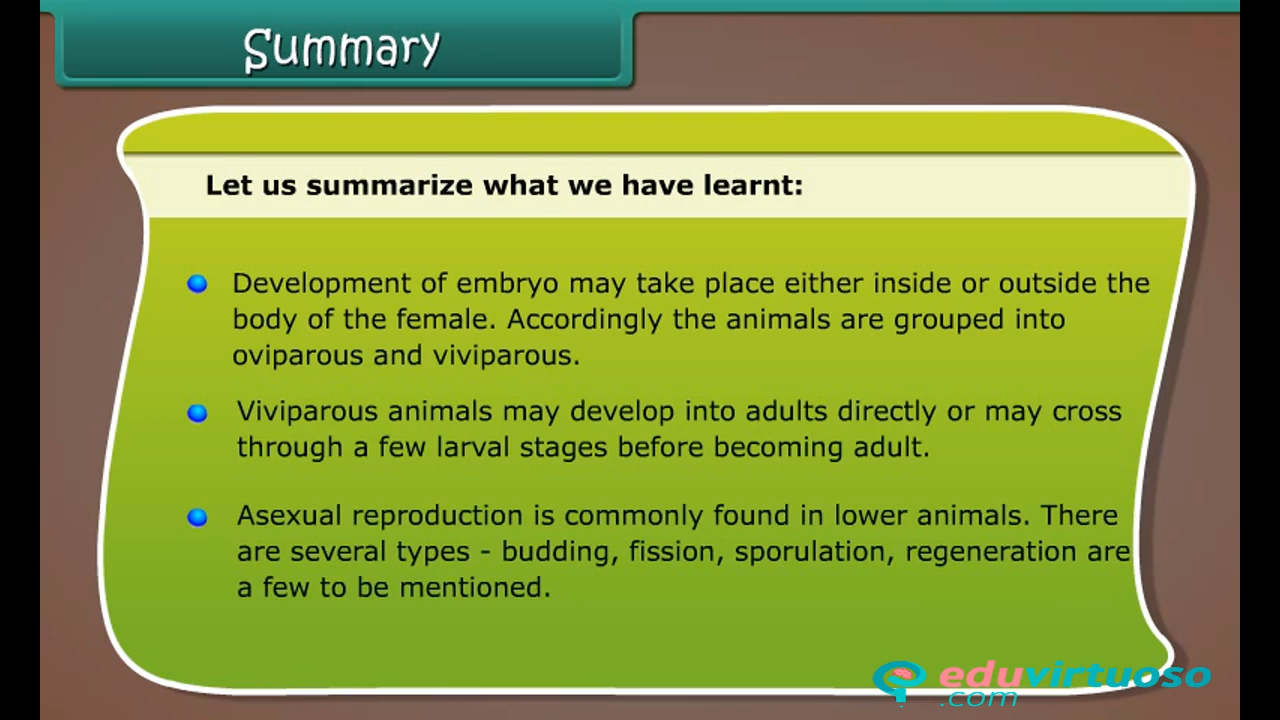 Summary
Let us summarize what we have learnt:
Development of embryo may take place either inside or outside the
body of the female. Accordingly the animals are grouped into
oviparous and viviparous.
Viviparous animals may develop into adults directly or may cross
through a few larval stages before becoming adult.
Asexual reproduction is commonly found in lower animals. There
are several types - budding, fission, sporulation, regeneration are
a few to be mentioned.
eduvirtuoso
.com